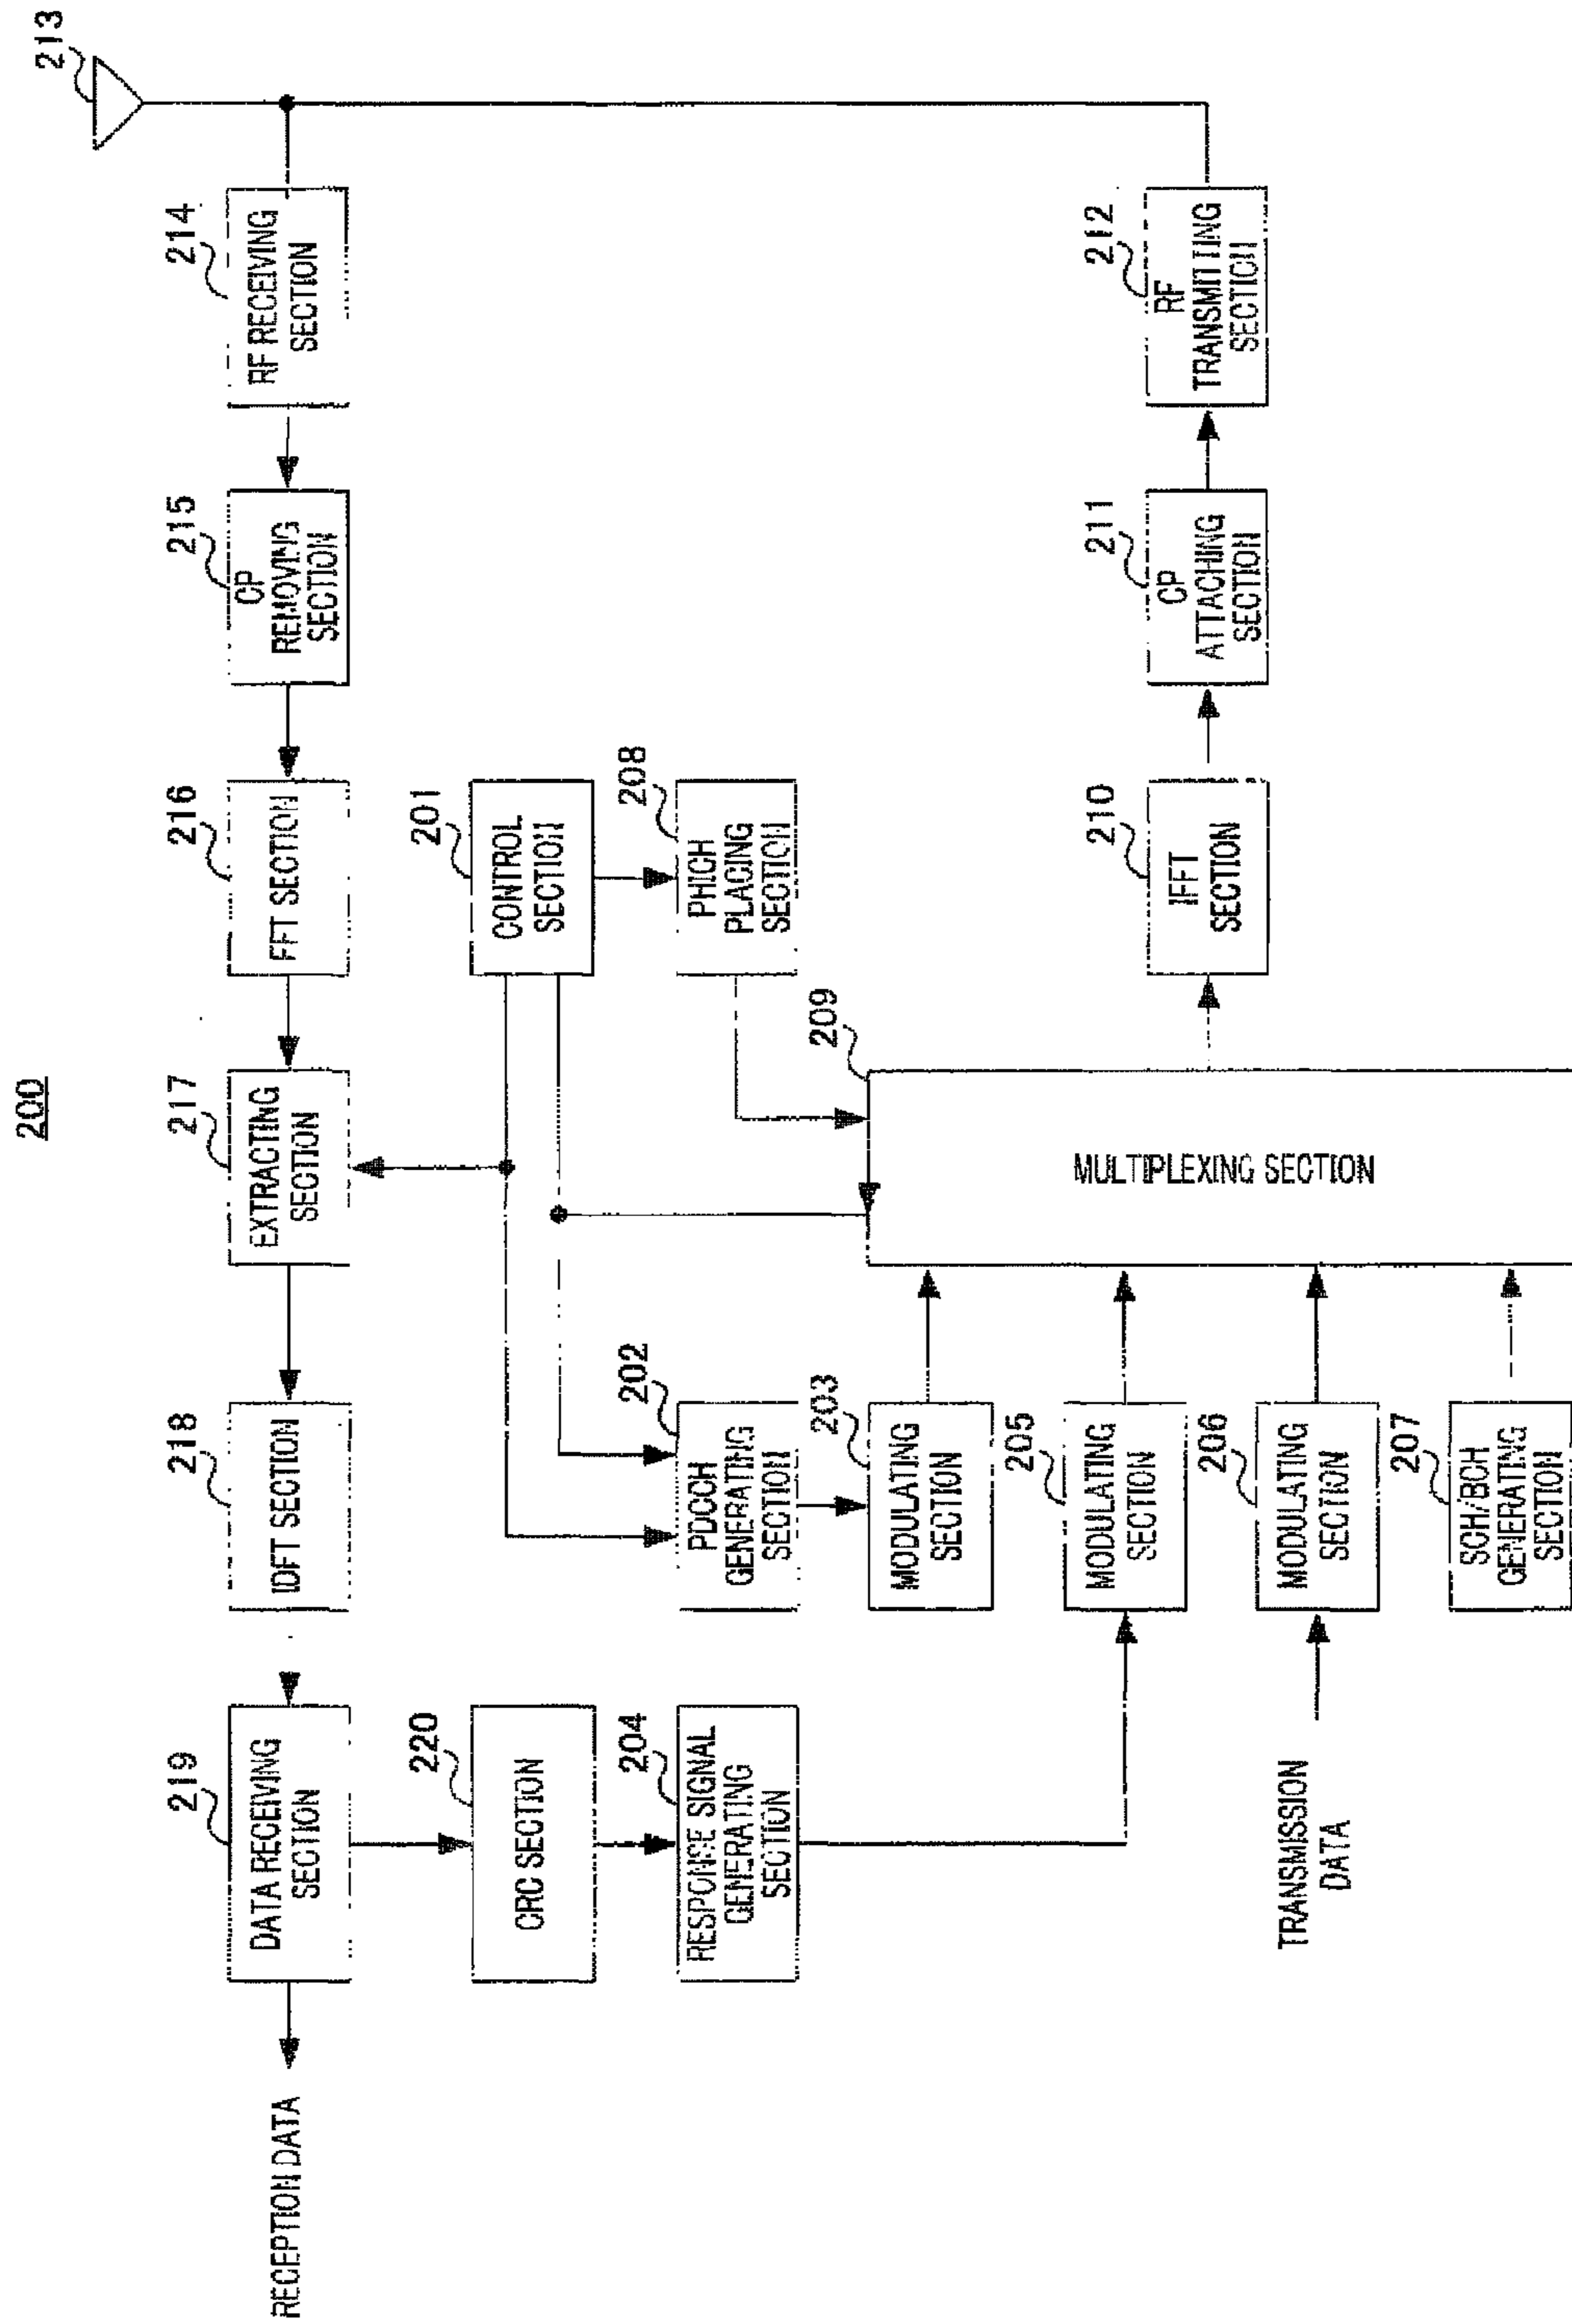 200
213
214
RF RECEIVING
SECTION
215
CP
REMOVING
SECTION
216
FFT SECTION
217
EXTRACTING
SECTION
218
IDFT SECTION
219
DATA RECEIVING
SECTION
RECEPTION DATA
201
CONTROL
SECTION
220
CRC SECTION
208
PHICH
PLACING
SECTION
202
PDCCH
GENERATING
SECTION
204
RESPONSE SIGNAL
GENERATING
SECTION
209
MULTIPLEXING SECTION
203
MODULATING
SECTION
205
MODULATING
SECTION
206
MODULATING
SECTION
207
SCH/BCH
GENERATING
SECTION
TRANSMISSION
DATA
210
IFFT
SECTION
211
CP
ATTACHING
SECTION
212
RF
TRANSMITTING
SECTION